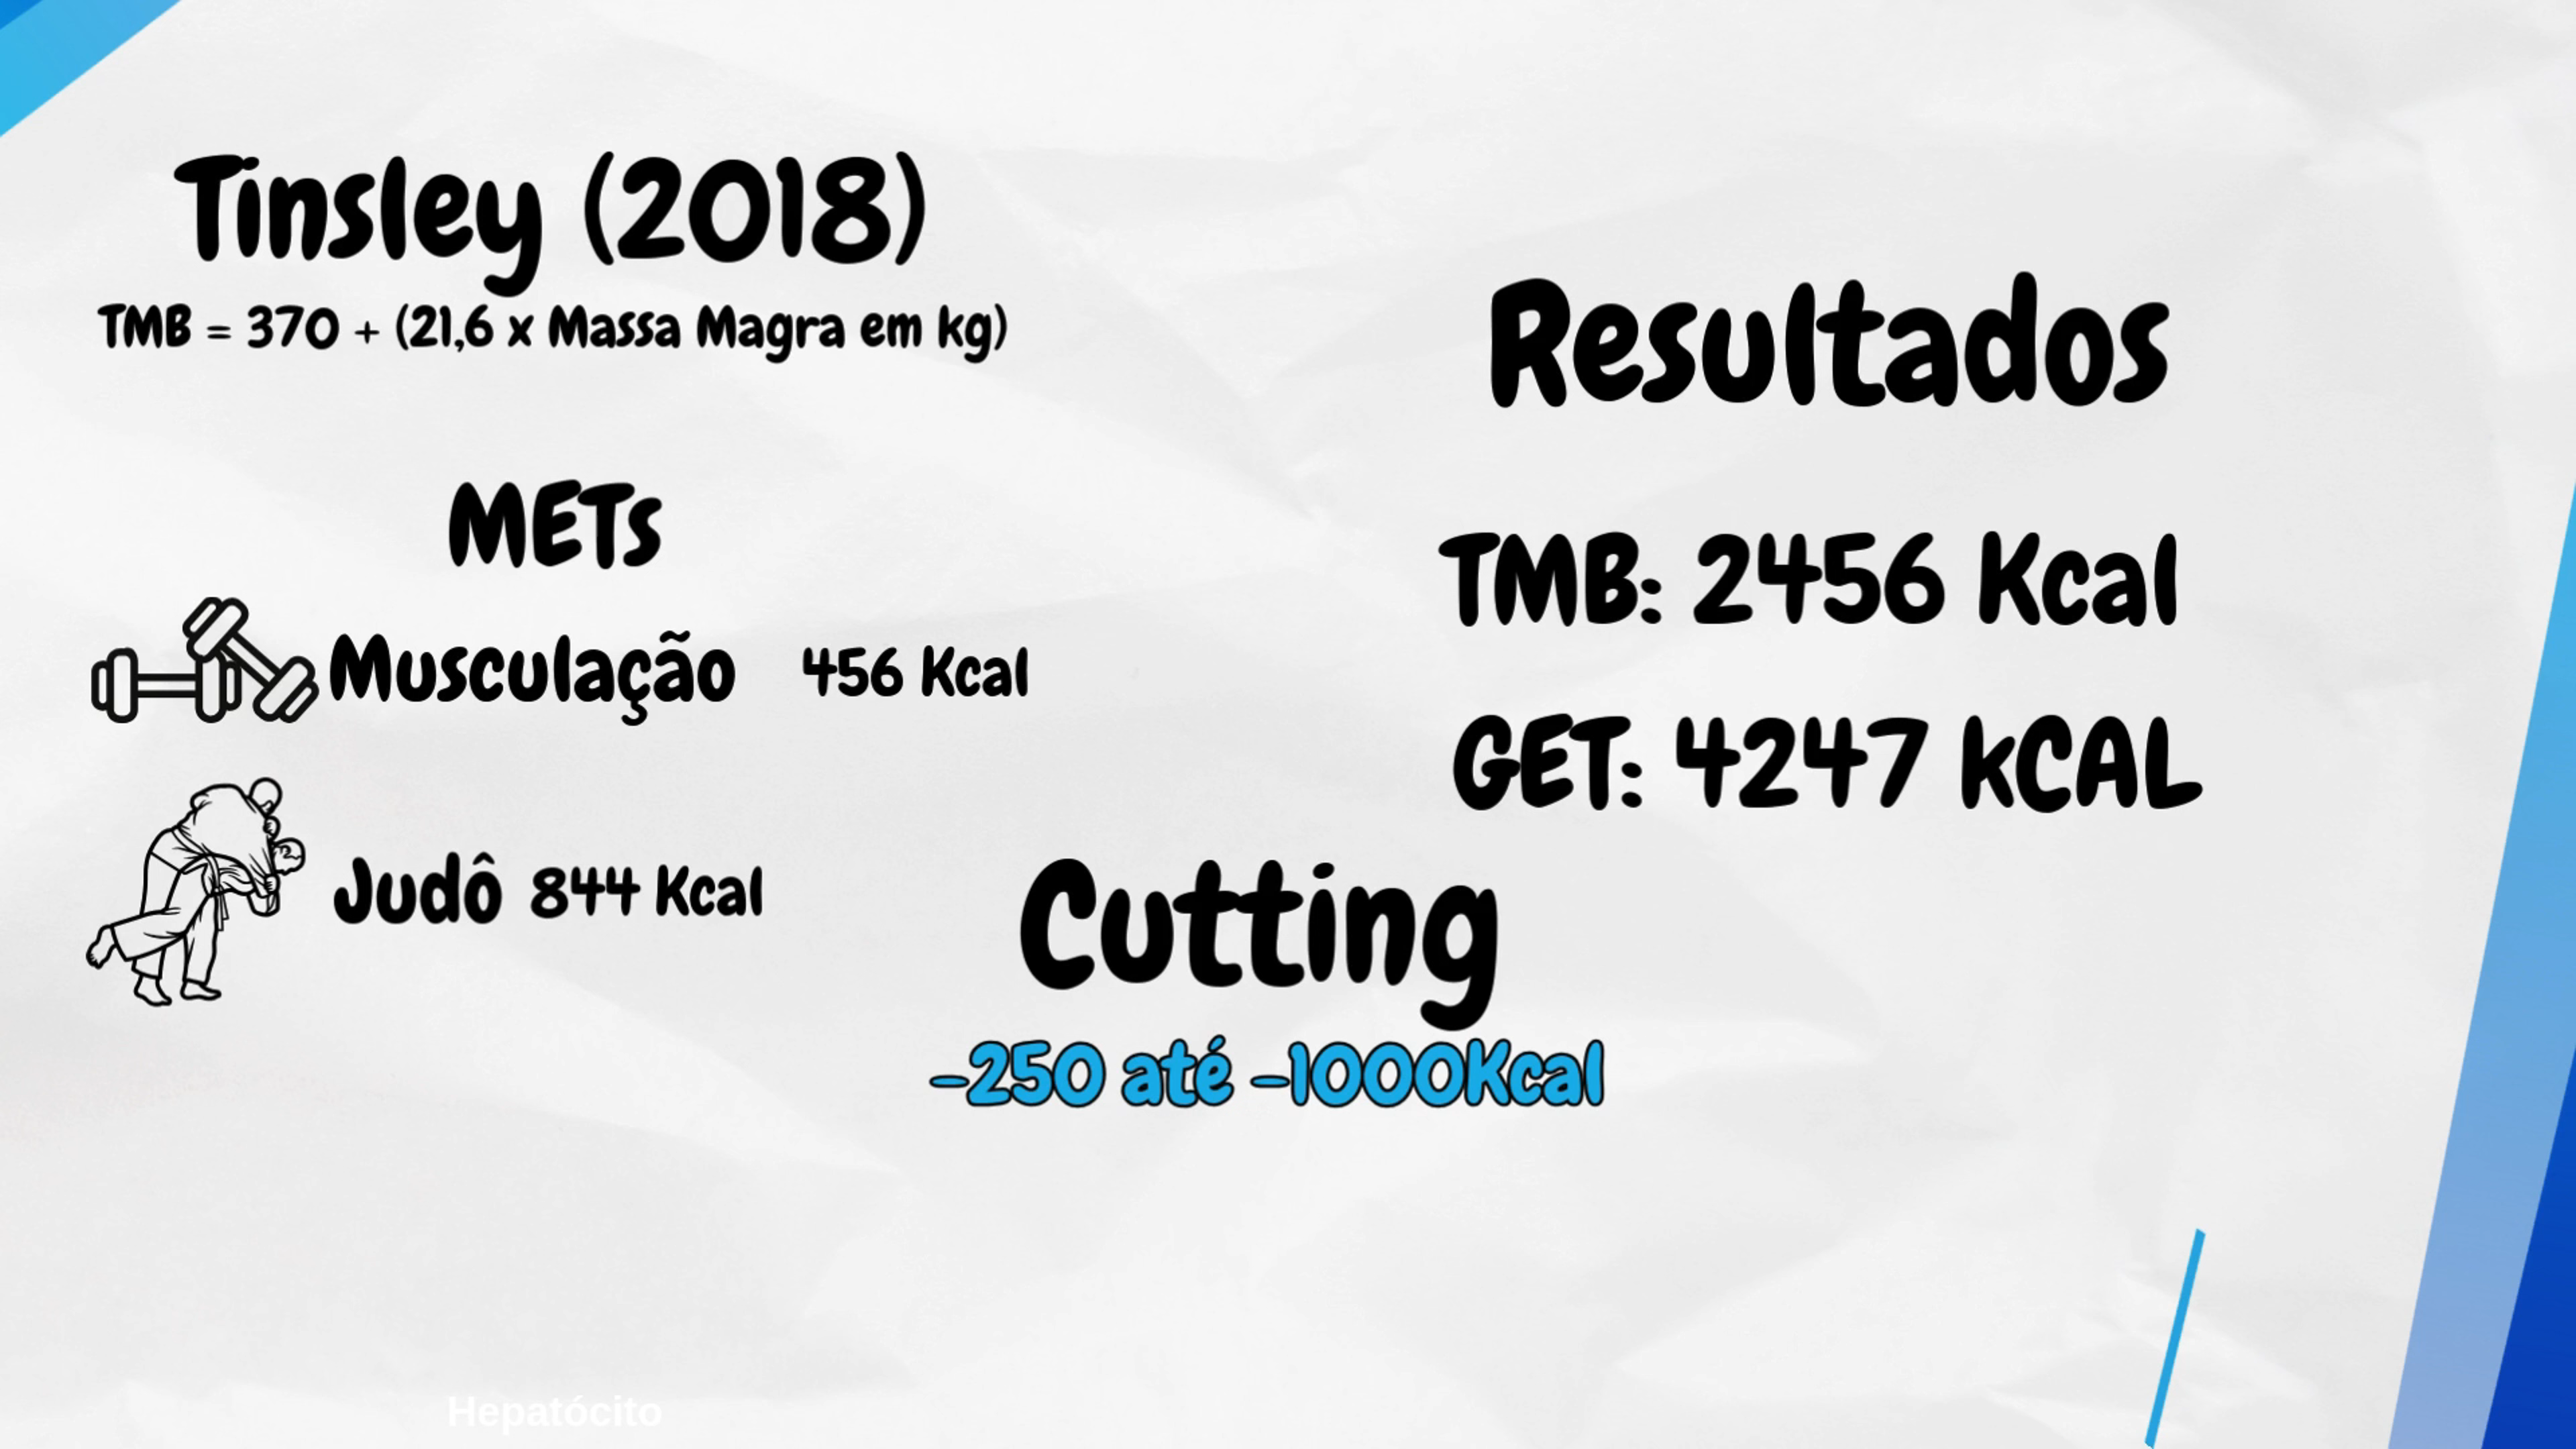 Tinsley (2018)
TMB = 370 + (21,6 x Massa Magra em kg)
METs
Musculação 456 Kcal
Judô 844 Kcal
Resultados
TMB: 2456 Kcal
GET: 4247 kCAL
Cutting
-250 até -1000Kcal
Hepatócito